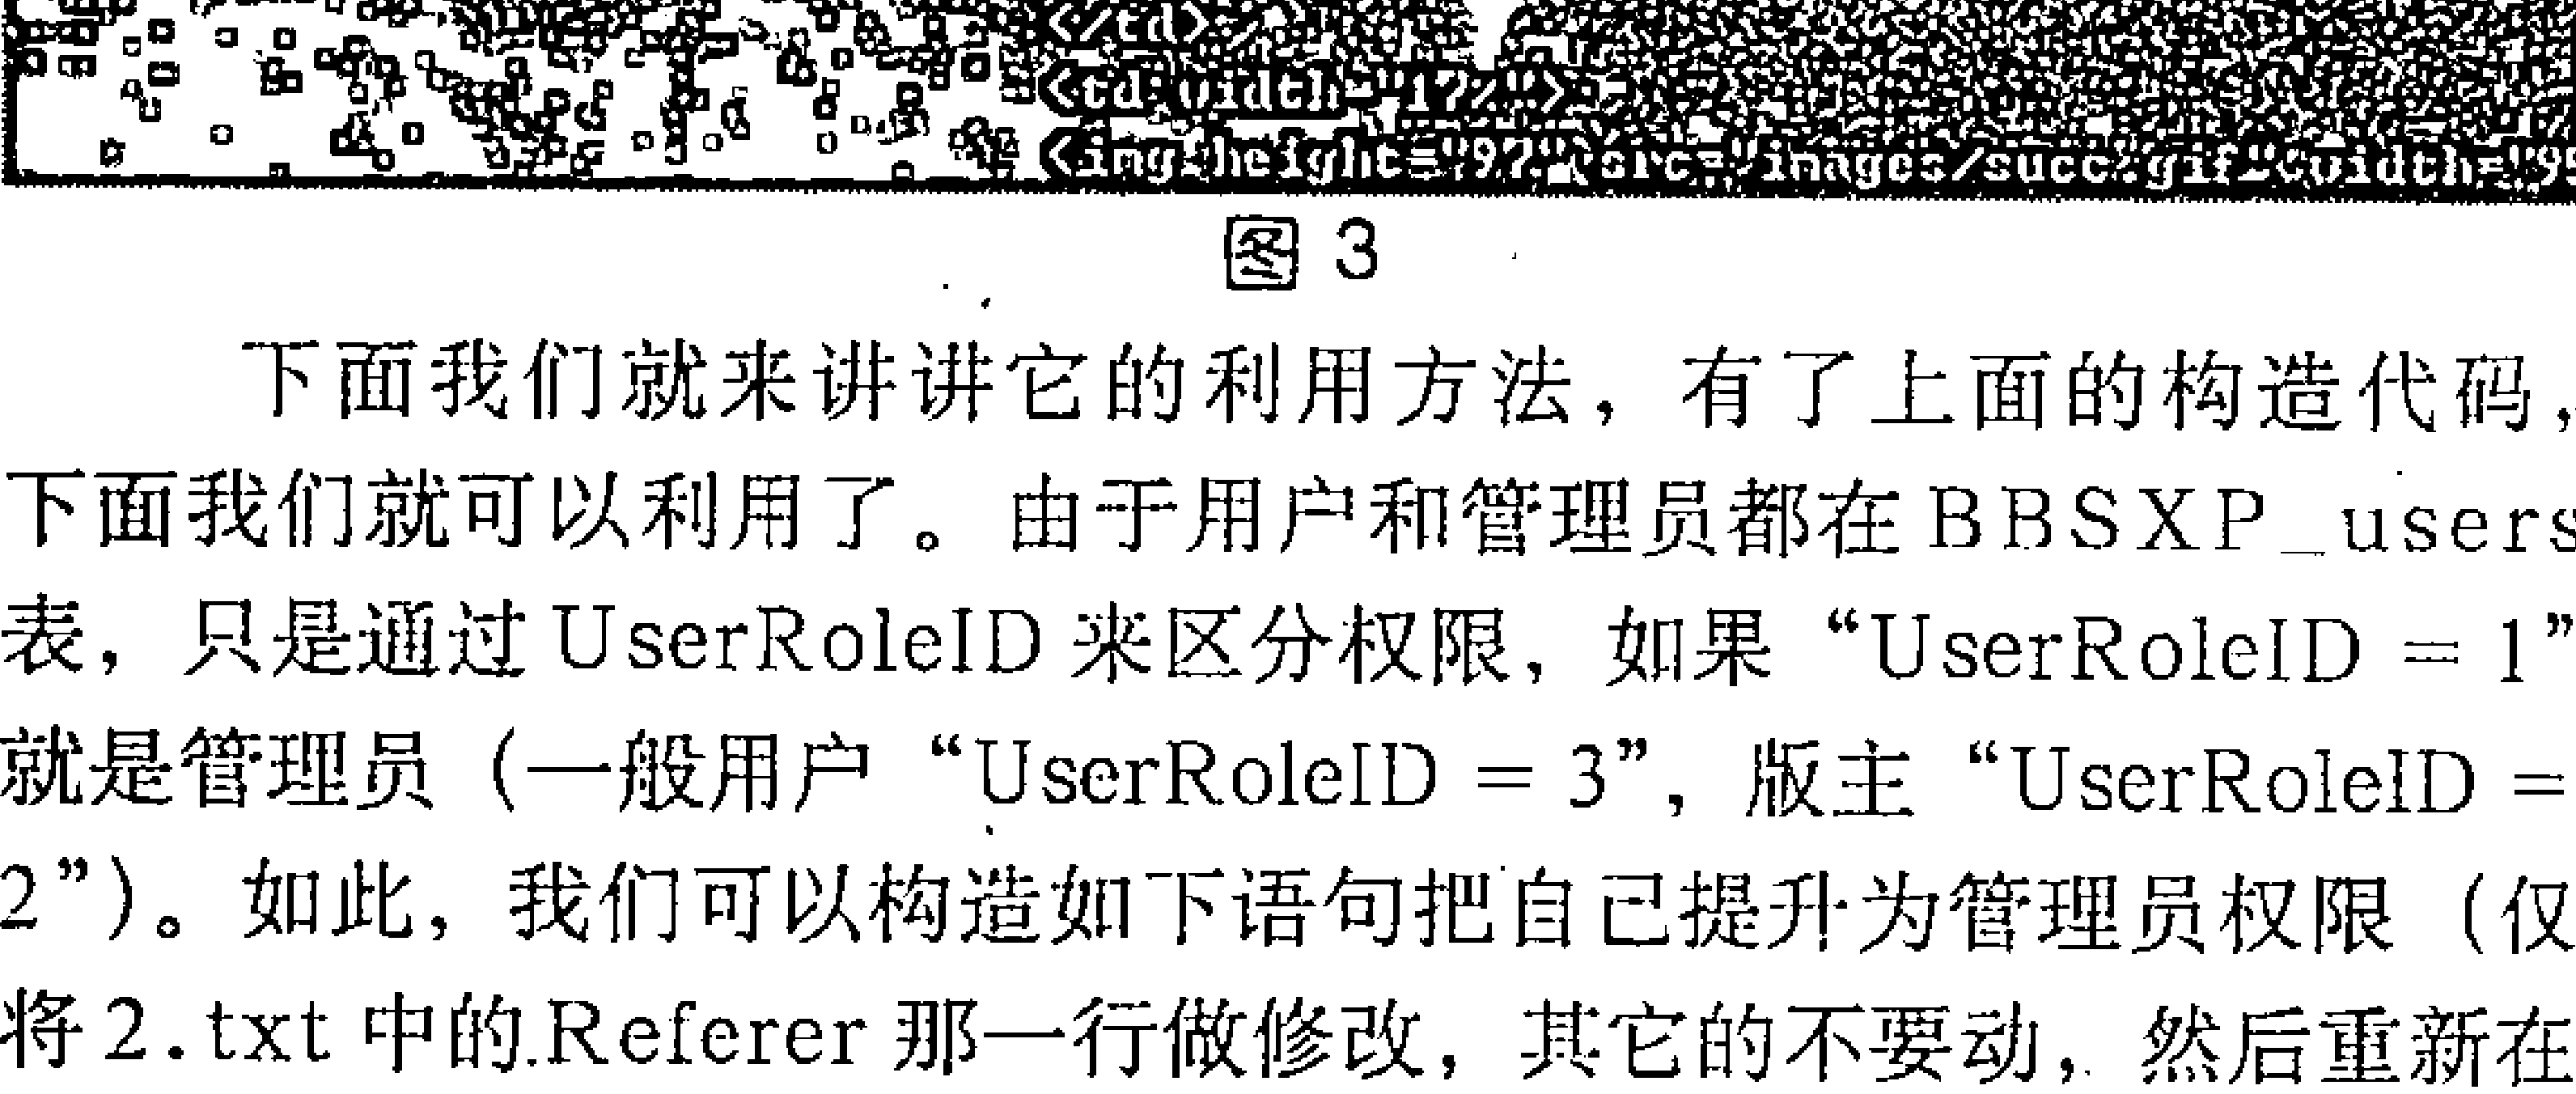 </td>
<td width="1%">
<img height="97" src="images/succ.gif" width="9
图 3
下面我们就来讲讲它的利用方法，有了上面的构造代码，
下面我们就可以利用了。由于用户和管理员都在BBSXP_users
表，只是通过UserRoleID来区分权限，如果“UserRoleID = 1”
就是管理员（一般用户“UserRoleID = 3”，版主“UserRoleID =
2”）。如此，我们可以构造如下语句把自己提升为管理员权限（仅
将2.txt中的Referer那一行做修改，其它的不要动，然后重新在